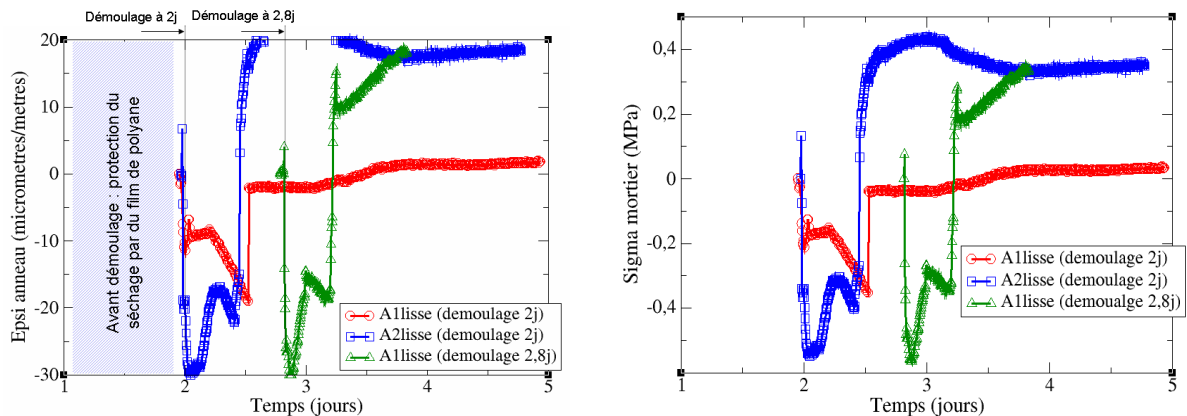 Démoulage à 2j
Démoulage à 2,8j
20
10
0
-10
-20
-30
Epsi anneau (micrometres/metres)
Avant démoulage : protection du
séchage par du film de polyane
A1lisse (demoulage 2j)
A2lisse (demoulage 2j)
A1lisse (demoulage 2,8j)
1
2
3
4
5
Temps (jours)
0,4
0,2
0
-0,2
-0,4
Sigma mortier (MPa)
A1lisse (demoulage 2j)
A2lisse (demoulage 2j)
A1lisse (demoualge 2,8j)
1
2
3
4
5
Temps (jours)